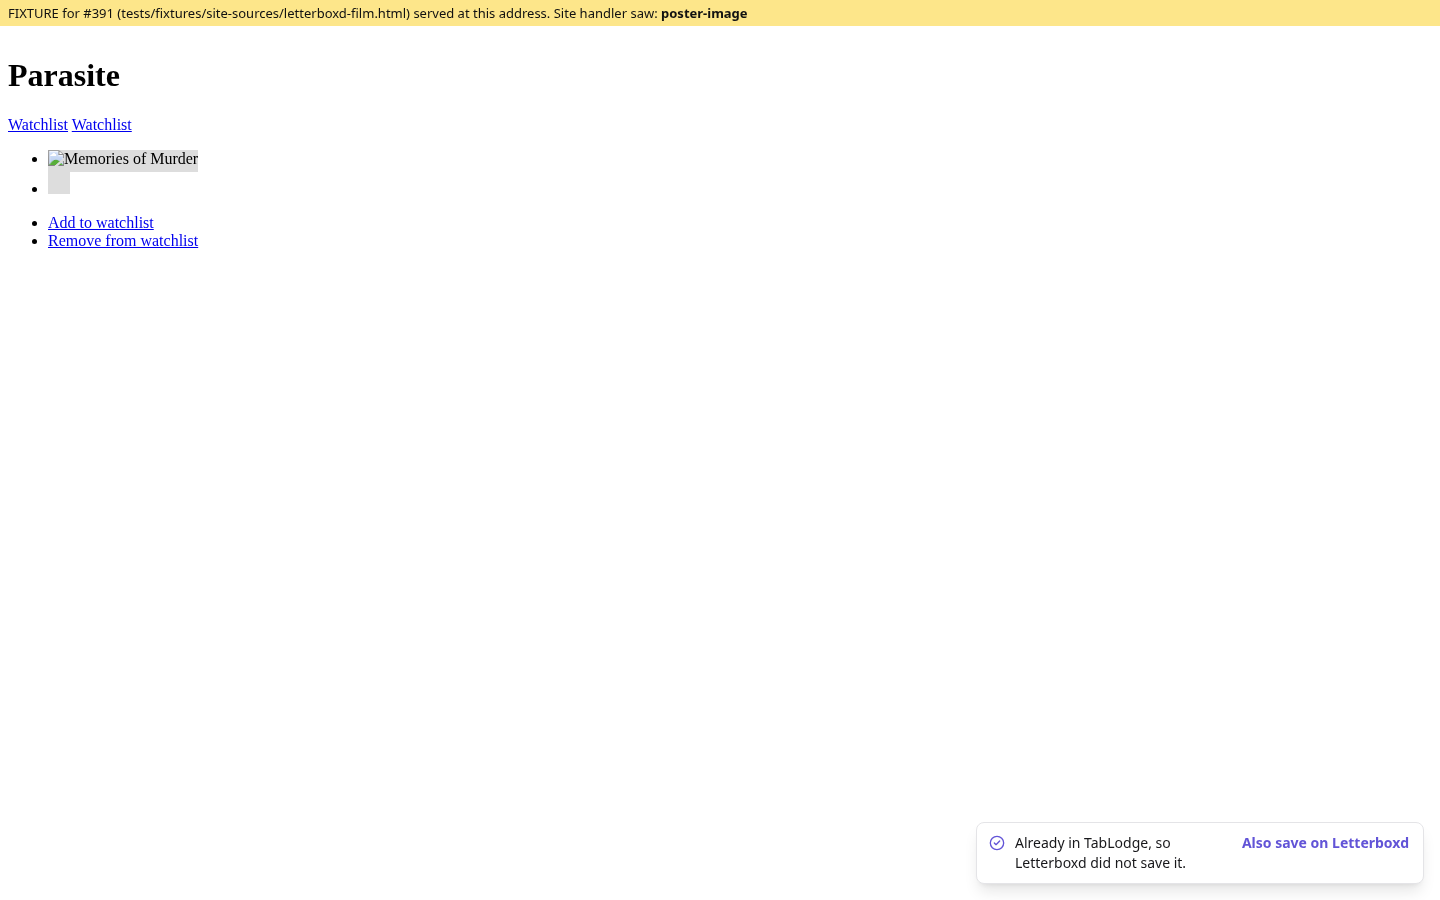 FIXTURE for #391 (tests/fixtures/site-sources/letterboxd-film.html) served at this address. Site handler saw: poster-image
Parasite
Watchlist Watchlist
Memories of Murder
Add to watchlist
Remove from watchlist
Already in TabLodge, so
Letterboxd did not save it.
Also save on Letterboxd